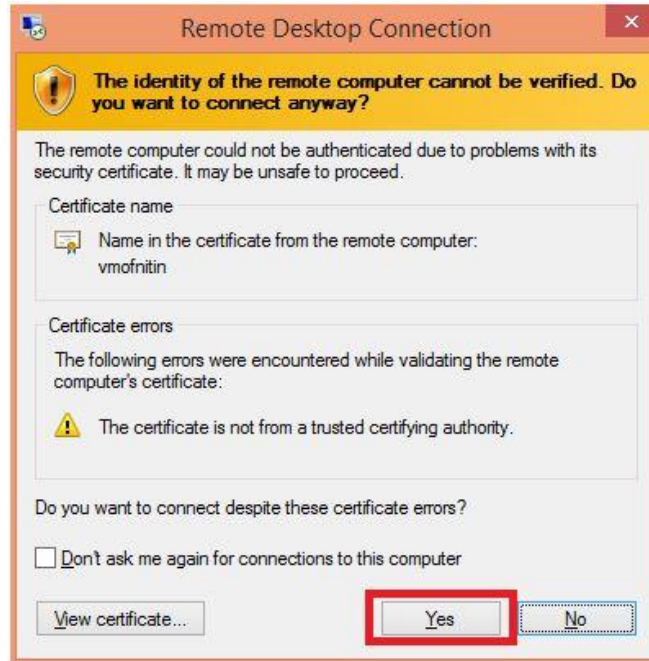 Remote Desktop Connection
The identity of the remote computer cannot be verified. Do
you want to connect anyway?
The remote computer could not be authenticated due to problems with its
security certificate. It may be unsafe to proceed.
Certificate name
Name in the certificate from the remote computer:
vmofnitin
Certificate errors
The following errors were encountered while validating the remote
computer's certificate:
The certificate is not from a trusted certifying authority.
Do you want to connect despite these certificate errors?
Don't ask me again for connections to this computer
View certificate... Yes No